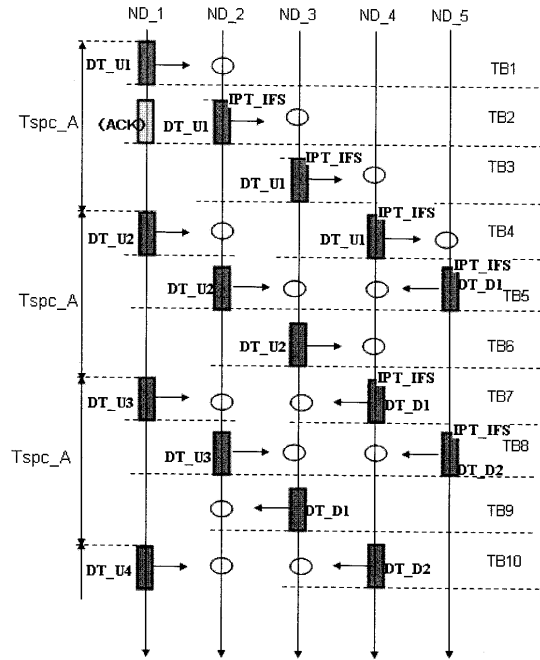 ND_1 ND_2 ND_3 ND_4 ND_5
DT_U1 TB1
IPT_IFS
Tspc_A (ACK) DT_U1 TB2
IPT_IFS
DT_U1 TB3
DT_U2 IPT_IFS
DT_U1 TB4
IPT_IFS
Tspc_A DT_U2 DT_D1
TB5
DT_U2 TB6
IPT_IFS
DT_U3 DT_D1 TB7
IPT_IFS
Tspc_A DT_U3 TB8
DT_D2
DT_D1 TB9
DT_U4 DT_D2 TB10